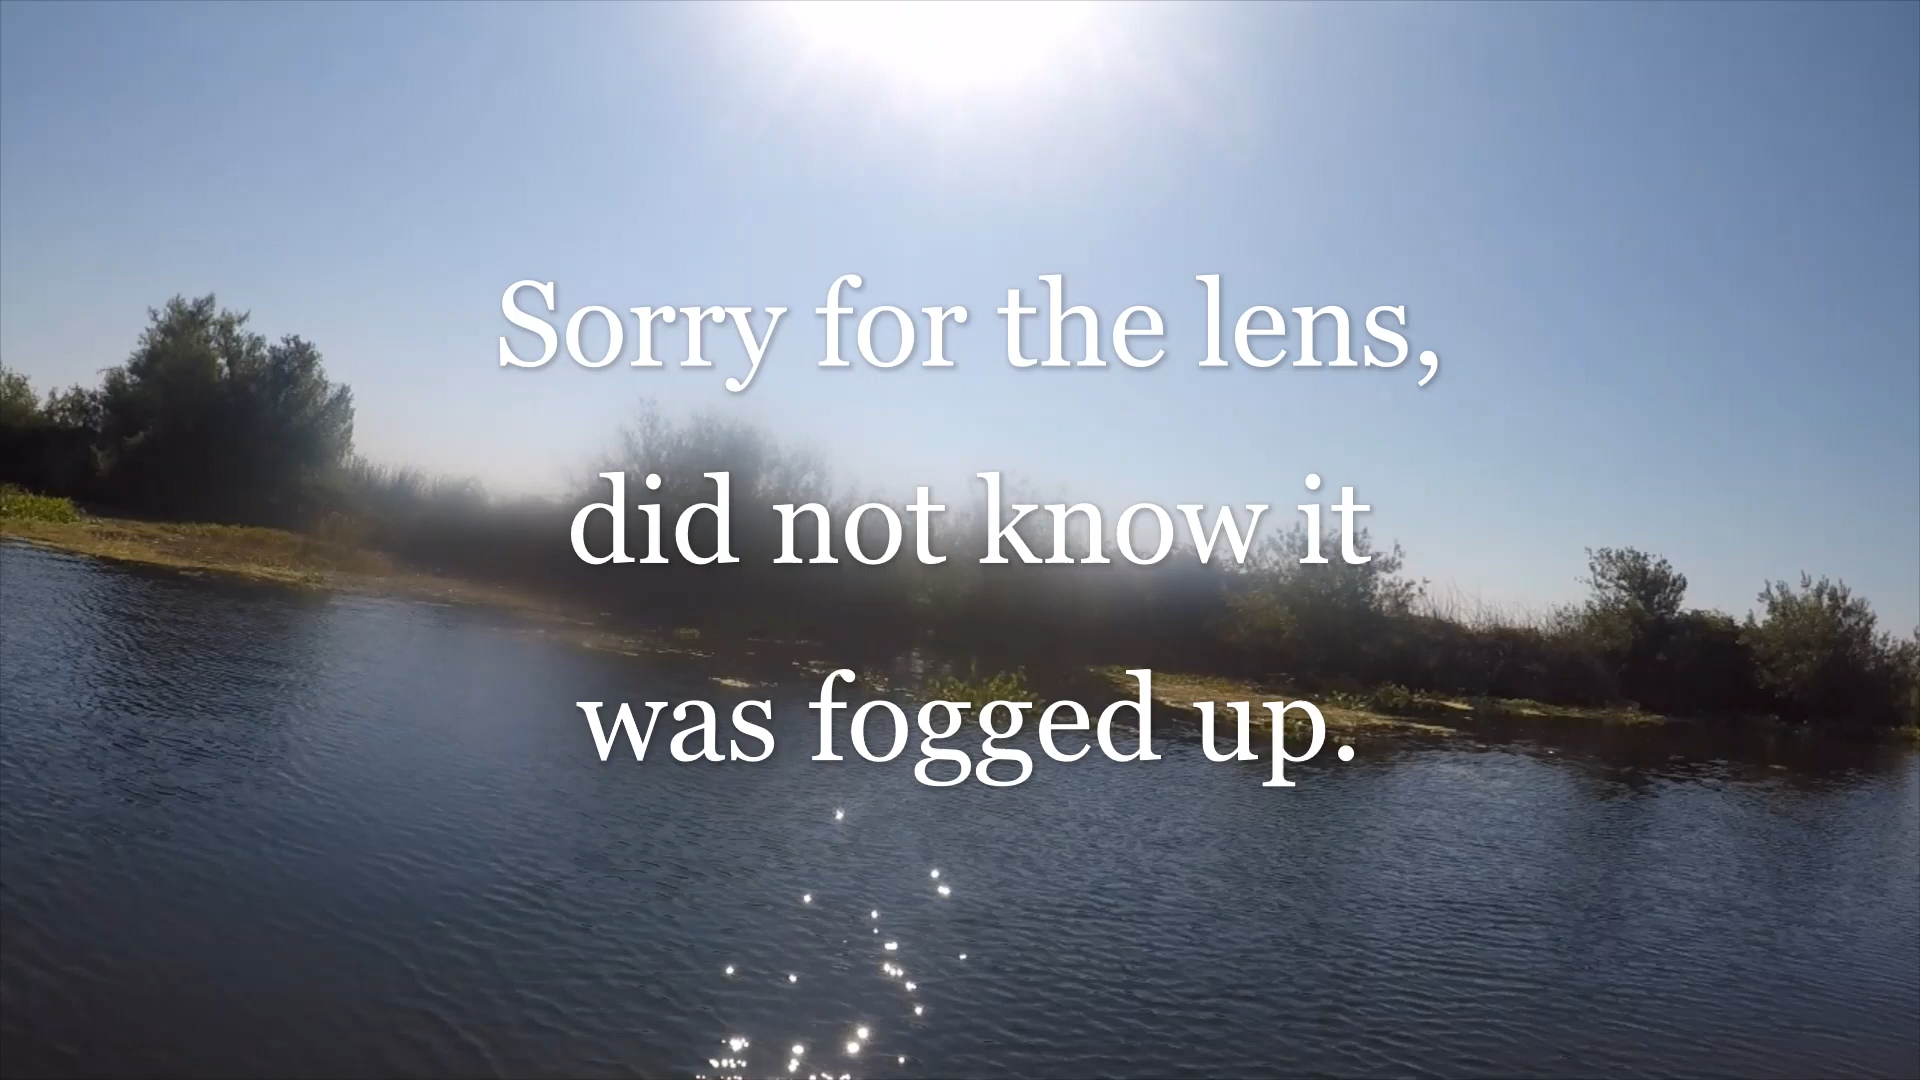 Sorry for the lens,
did not know it
was fogged up.